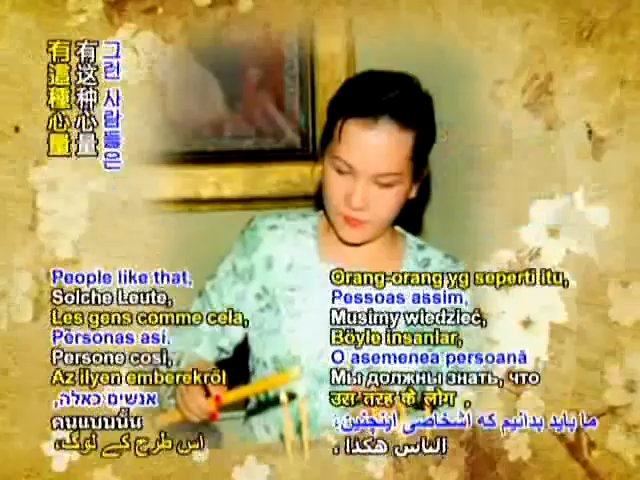 有這種心量
有这种心量
그런 사람들은
People like that,
Solche Leute,
Les gens comme cela,
Pérsonas así.
Persone così,
Az ilyen emberekről
אנשים כאלה,
คนแบบนั้น
اس طرح کے لوگ،
Orang-orang yg seperti itu,
Pessoas assim,
Musimy wiedzieć,
Böyle insanlar,
O asemenea persoană
Мы должны знать, что
उस तरह के लोग ,
ما باید بدانیم که اشخاصی اینچنین،
الناس هكذا ،